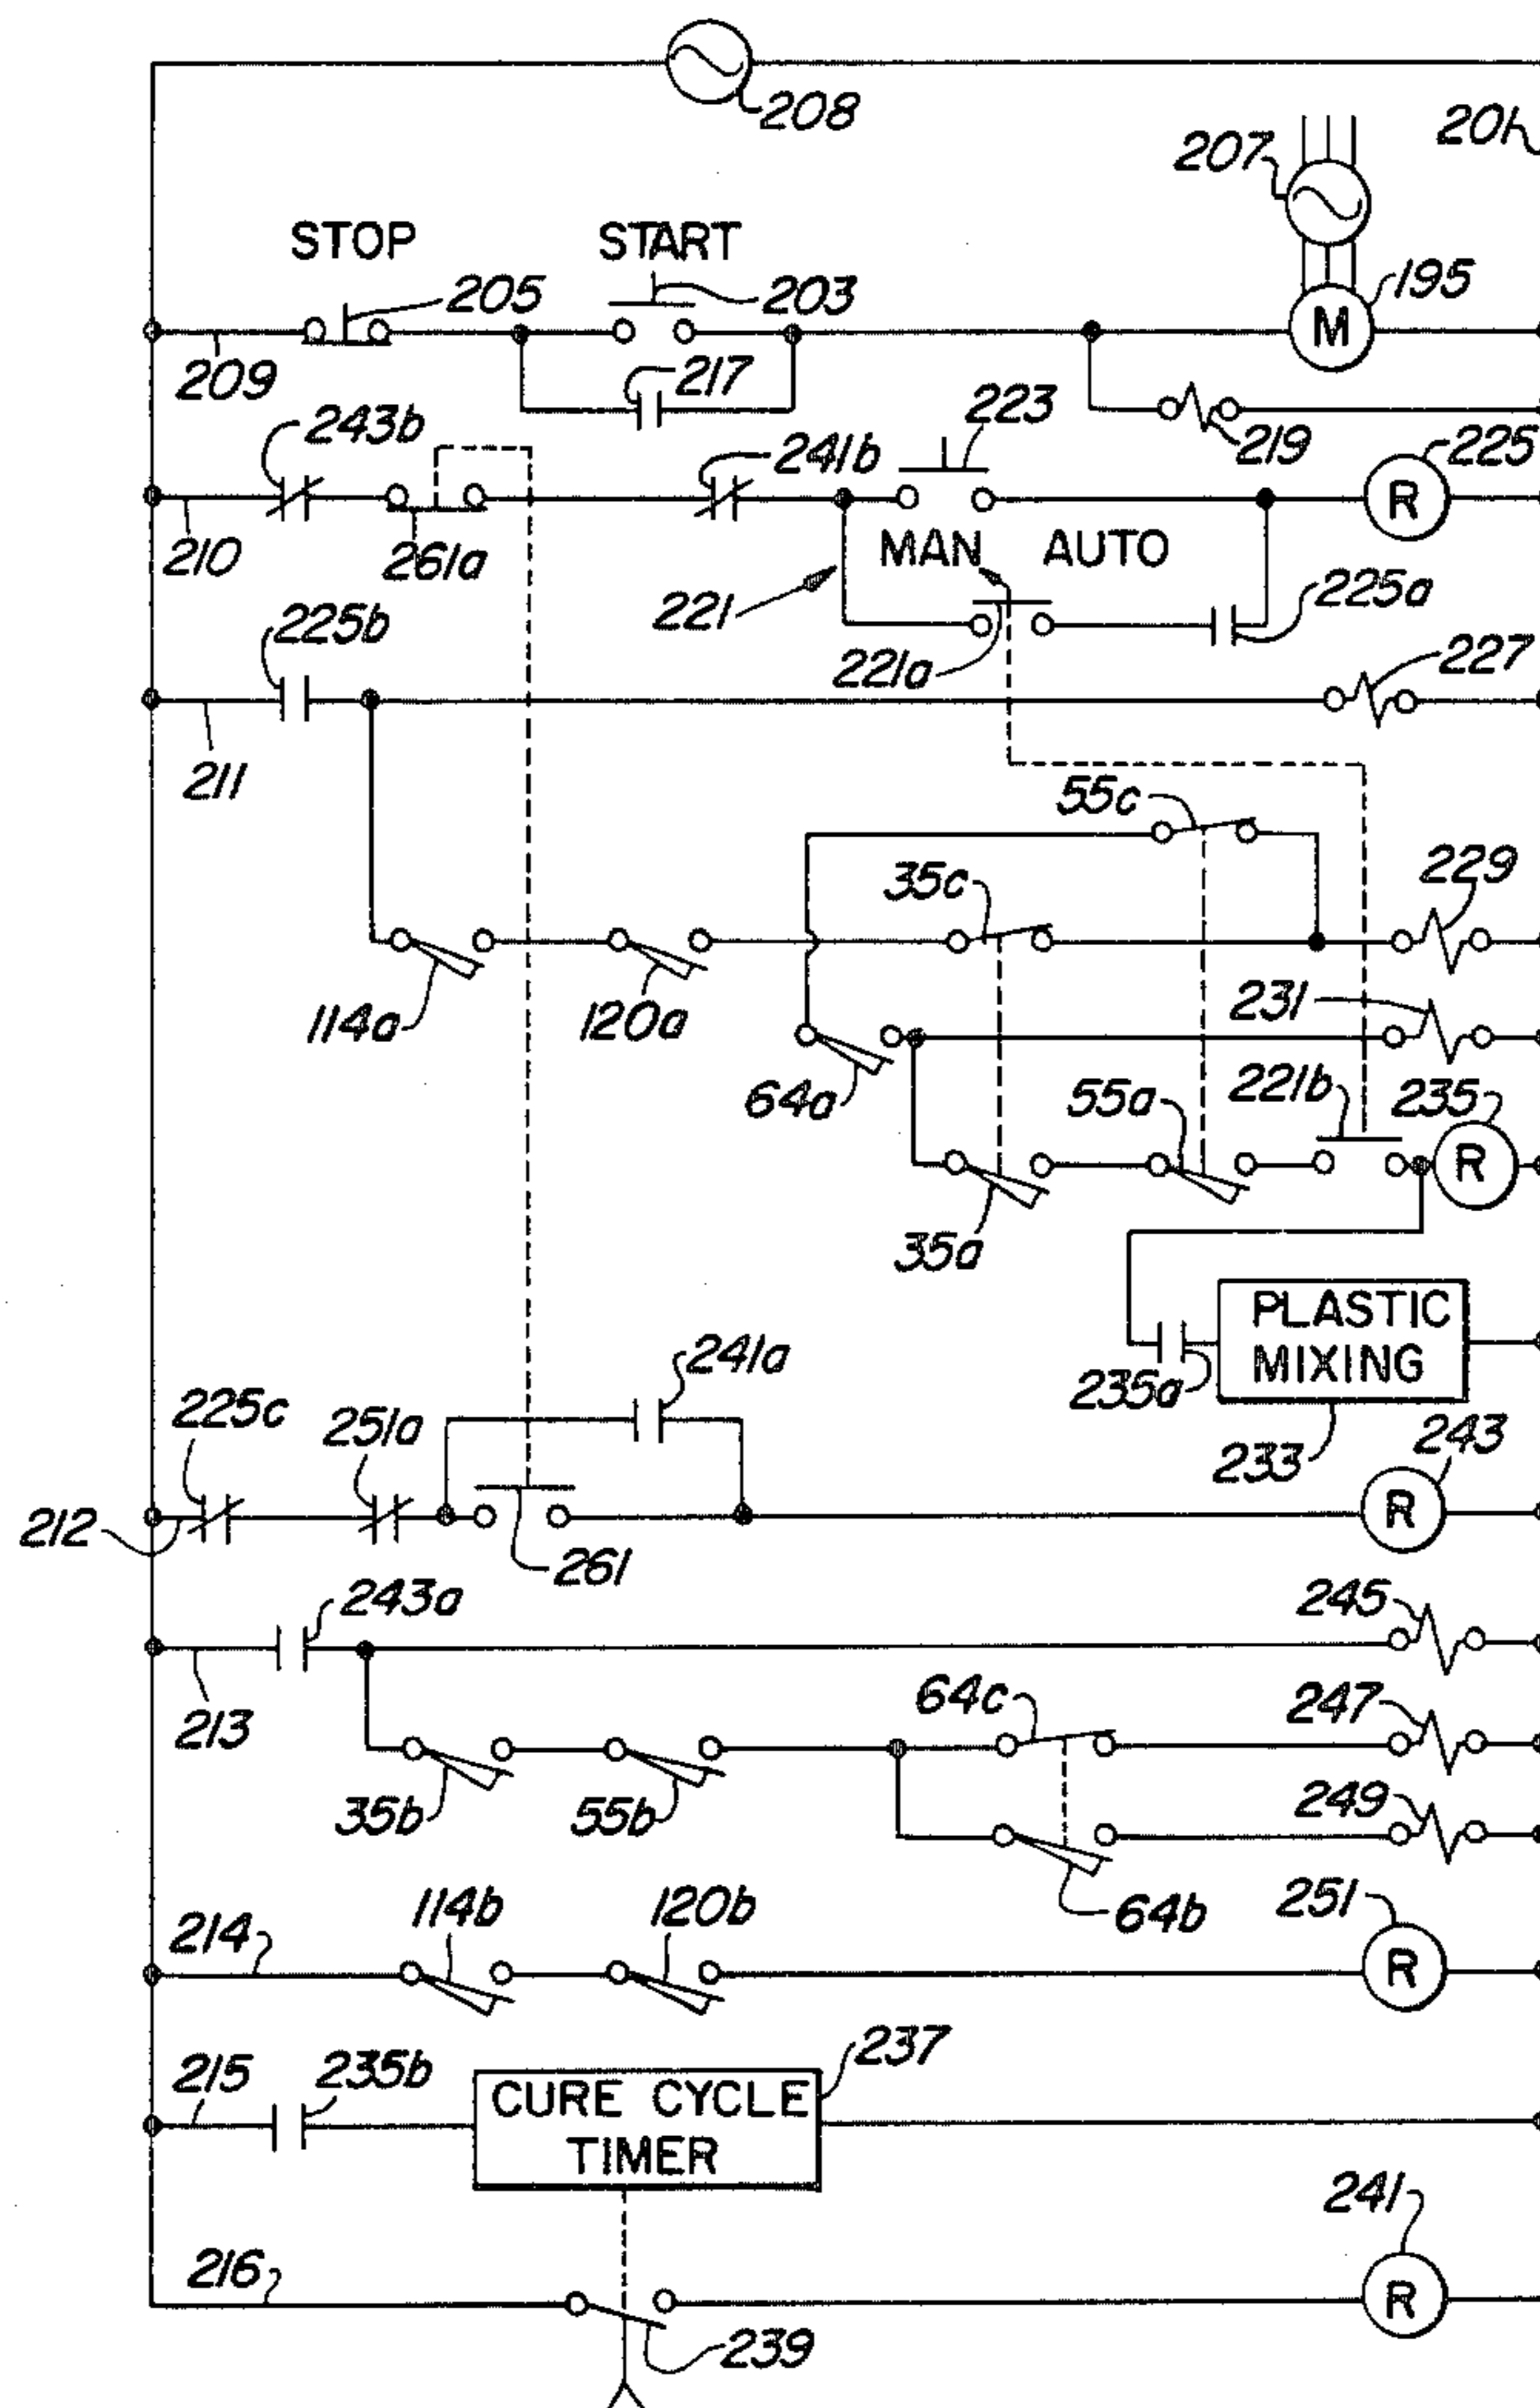 208
201
207
STOP
START
205
203
195
M
209
217
219
243b
241b
223
225
R
210
261a
MAN
AUTO
221
225a
225b
221a
227
211
55c
35c
229
114a
120a
231
64a
55a
221b
235
R
35a
PLASTIC
MIXING
235a
241a
225c
251a
233
243
R
212
261
243a
245
213
64c
247
35b
55b
249
64b
114b
120b
251
214
R
237
235b
215
CURE CYCLE
TIMER
241
216
R
239